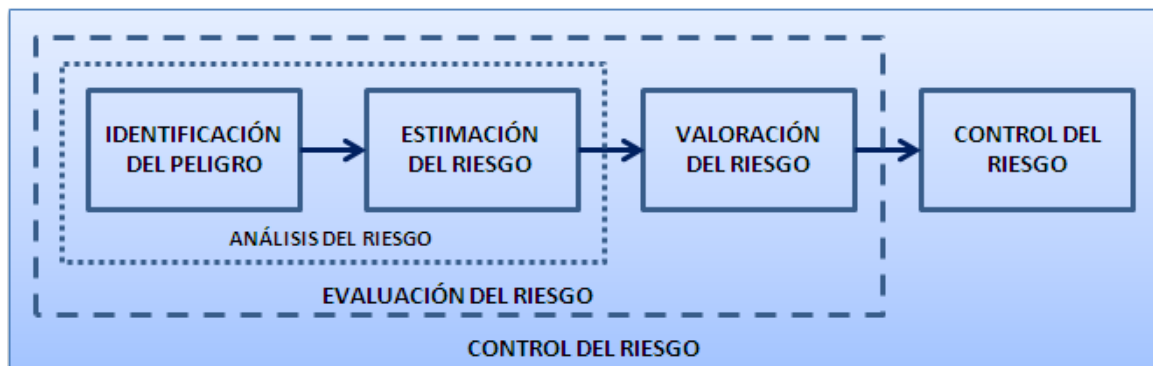 IDENTIFICACIÓN
DEL PELIGRO
ESTIMACIÓN
DEL RIESGO
VALORACIÓN
DEL RIESGO
CONTROL DEL
RIESGO
ANÁLISIS DEL RIESGO
EVALUACIÓN DEL RIESGO
CONTROL DEL RIESGO